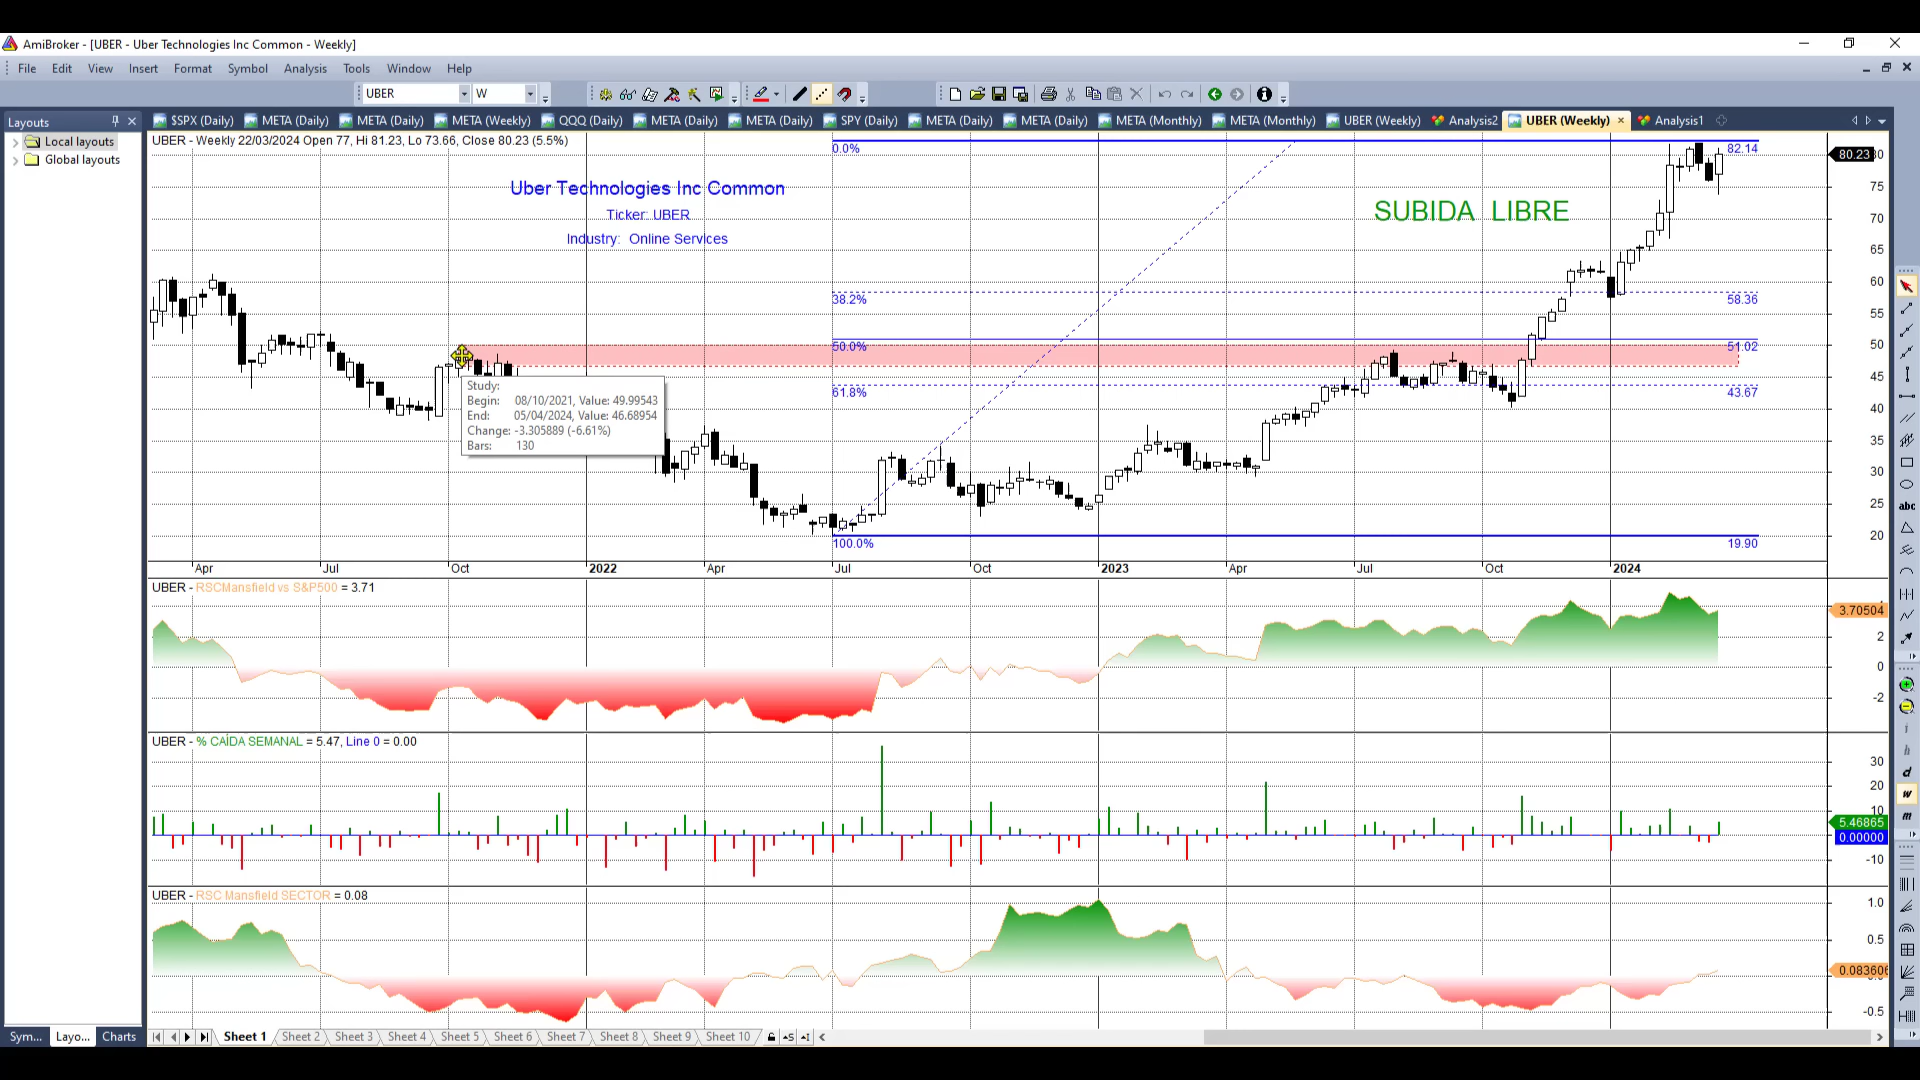 AmiBroker - [UBER - Uber Technologies Inc Common - Weekly]
File Edit View Insert Format Symbol Analysis Tools Window Help
UBER W
Layouts
Local layouts
Global layouts
$SPX (Daily) META (Daily) META (Daily) META (Weekly) QQQ (Daily) META (Daily) META (Daily) SPY (Daily) META (Daily) META (Daily) META (Monthly) META (Monthly) UBER (Weekly) Analysis2 UBER (Weekly) Analysis1
UBER - Weekly 22/03/2024 Open 77, Hi 81.23, Lo 73.66, Close 80.23 (5.5%)
0.0% 82.14
80.23
Uber Technologies Inc Common
Ticker: UBER
Industry: Online Services
SUBIDA LIBRE
75
70
65
60
55
50
45
40
35
30
25
20
38.2% 58.36
50.0% 51.02
61.8% 43.67
100.0% 19.90
Study:
Begin: 08/10/2021, Value: 49.99543
End: 05/04/2024, Value: 46.68954
Change: -3.305889 (-6.61%)
Bars: 130
Apr Jul Oct 2022 Apr Jul Oct 2023 Apr Jul Oct 2024
UBER - RSCMansfield vs S&P500 = 3.71
3.70504
2
0
-2
UBER - % CAÍDA SEMANAL = 5.47, Line 0 = 0.00
30
20
10
5.46865
0.00000
-10
UBER - RSC Mansfield SECTOR = 0.08
1.0
0.5
0.083606
-0.5
abc
i
h
d
w
m
Sym... Layo... Charts
Sheet 1 Sheet 2 Sheet 3 Sheet 4 Sheet 5 Sheet 6 Sheet 7 Sheet 8 Sheet 9 Sheet 10